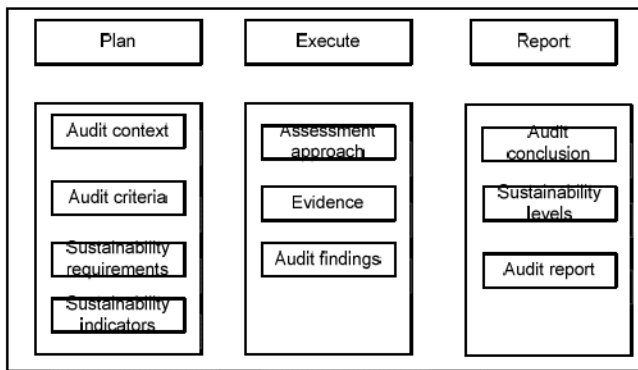 Plan
Execute
Report
Audit context
Audit criteria
Sustainability
requirements
Sustainability
indicators
Assessment
approach
Evidence
Audit findings
Audit
conclusion
Sustainability
levels
Audit report